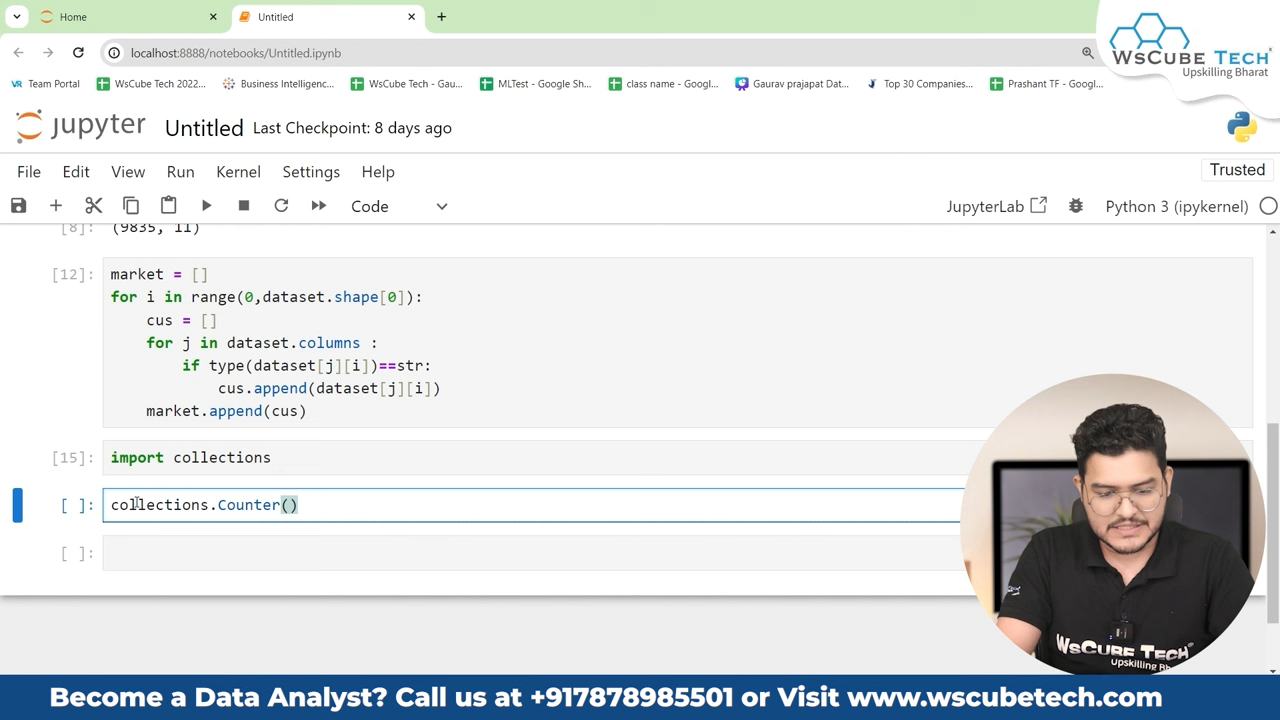 Home
Untitled
localhost:8888/notebooks/Untitled.ipynb
WsCube Tech
Upskilling Bharat
Team Portal
WsCube Tech 2022...
Business Intelligenc...
WsCube Tech - Gau...
MLTest - Google Sh...
class name - Googl...
Gaurav prajapat Dat...
Top 30 Companies...
Prashant TF - Googl...
jupyter Untitled Last Checkpoint: 8 days ago
File Edit View Run Kernel Settings Help
Trusted
Code
JupyterLab
Python 3 (ipykernel)
[8]: (9835, 11)
[12]: market = []
for i in range(0,dataset.shape[0]):
cus = []
for j in dataset.columns :
if type(dataset[j][i])==str:
cus.append(dataset[j][i])
market.append(cus)
[15]: import collections
[ ]: collections.Counter()
[ ]:
WsCube Tech
Upskilling
Become a Data Analyst? Call us at +917878985501 or Visit www.wscubetech.com